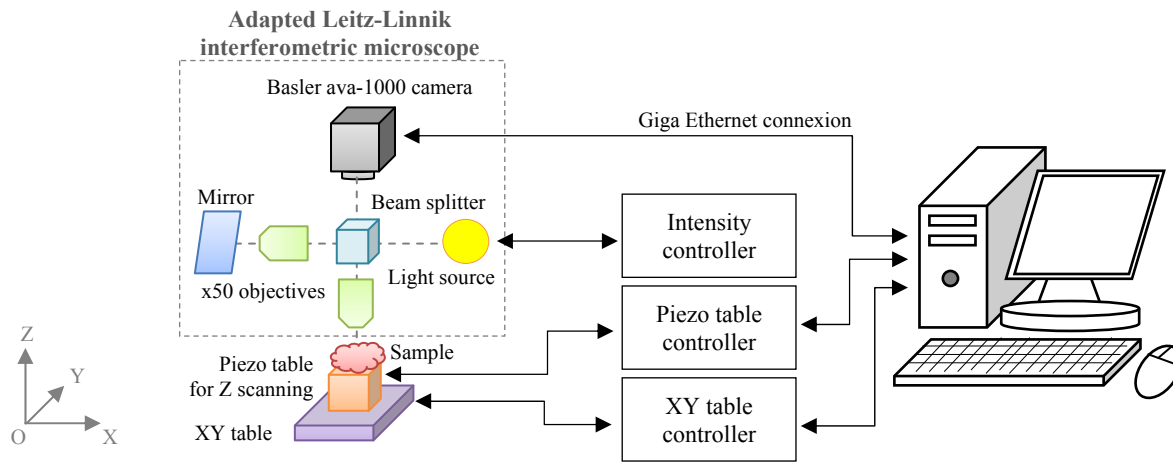 Adapted Leitz-Linnik
interferometric microscope
Basler ava-1000 camera
Giga Ethernet connexion
Mirror
Beam splitter
Intensity
controller
Light source
x50 objectives
Piezo table
controller
Z
Y
O
X
Sample
Piezo table
for Z scanning
XY table
XY table
controller